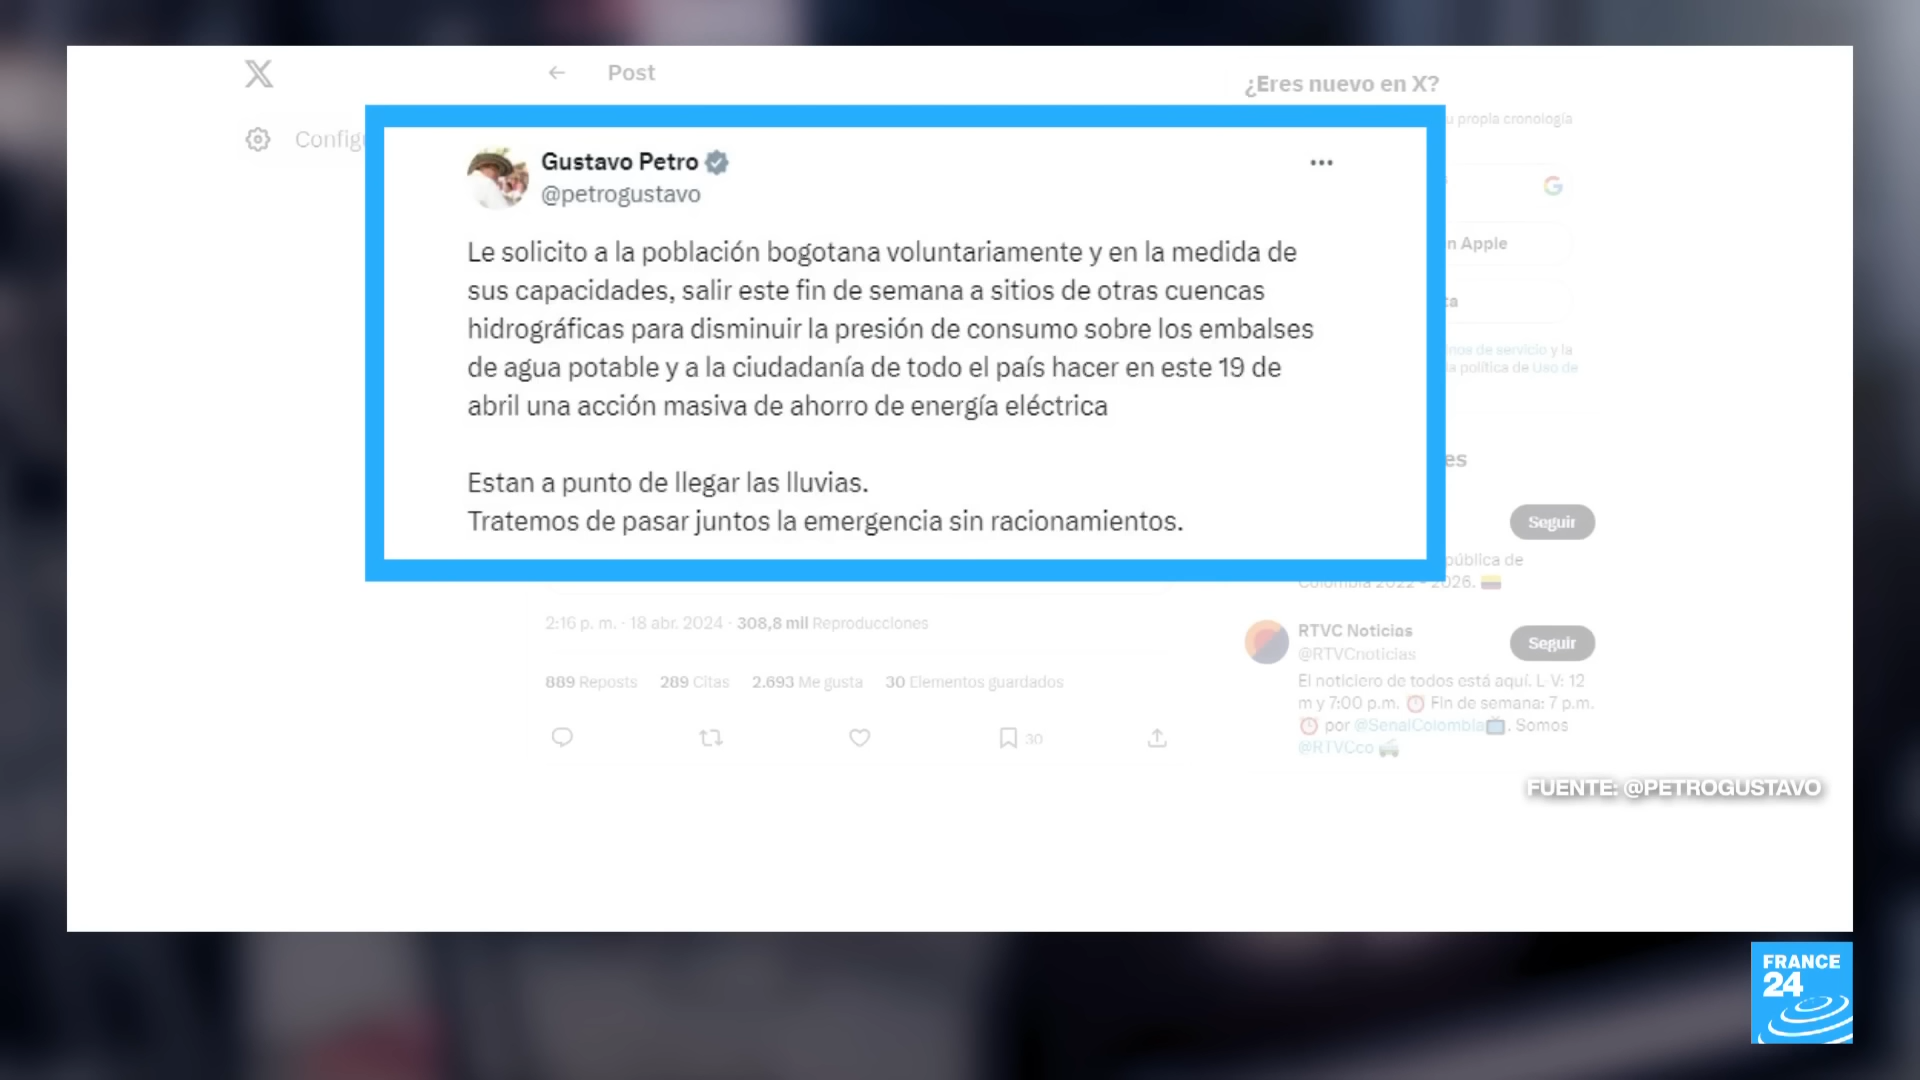 Post
¿Eres nuevo en X?
propia cronología
Gustavo Petro
@petrogustavo
Le solicito a la población bogotana voluntariamente y en la medida de
sus capacidades, salir este fin de semana a sitios de otras cuencas
hidrográficas para disminuir la presión de consumo sobre los embalses
de agua potable y a la ciudadanía de todo el país hacer en este 19 de
abril una acción masiva de ahorro de energía eléctrica
Estan a punto de llegar las lluvias.
Tratemos de pasar juntos la emergencia sin racionamientos.
Apple
de servicio y la
política de Uso de
Seguir
de
Colombia 2022 - 2026.
2:16 p. m. · 18 abr. 2024 · 308,8 mil Reproducciones
889 Reposts 289 Citas 2.693 Me gusta 30 Elementos guardados
30
RTVC Noticias
@RTVCnoticias
Seguir
El noticiero de todos está aquí. L-V: 12
m y 7:00 p.m. ⏰ Fin de semana: 7 p.m.
⏰ por @SenalColombia📺. Somos
@RTVCco
FUENTE: @PETROGUSTAVO
FRANCE
24